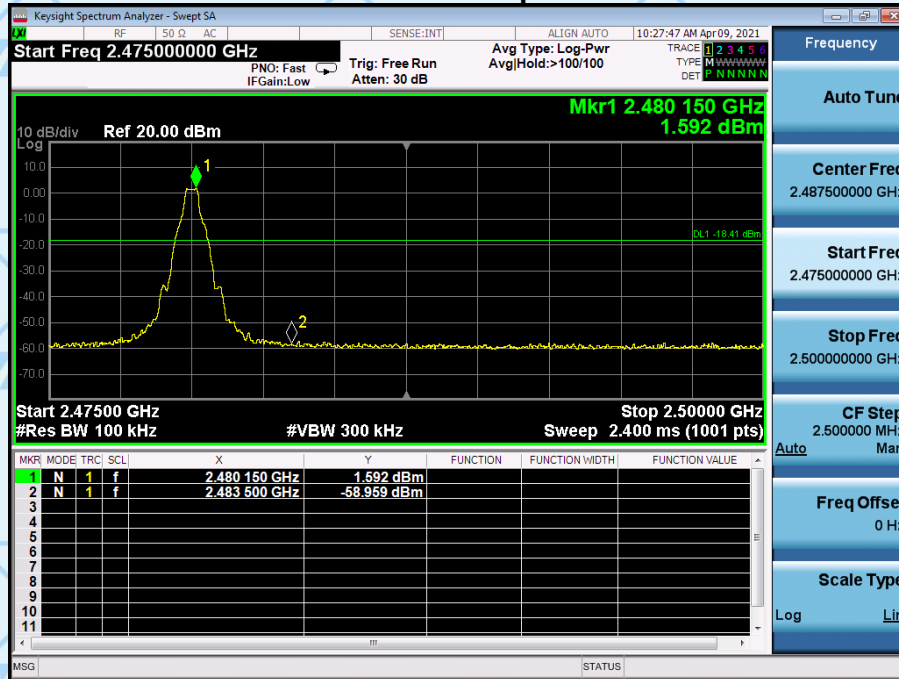 Keysight Spectrum Analyzer - Swept SA
LXI RF 50 Ω AC SENSE:INT ALIGN AUTO 10:27:47 AM Apr 09, 2021
Start Freq 2.475000000 GHz
PNO: Fast
IFGain:Low
Trig: Free Run
Atten: 30 dB
Avg Type: Log-Pwr
Avg|Hold:>100/100
TRACE 1 2 3 4 5 6
TYPE M WWWWW
DET P N N N N N
Mkr1 2.480 150 GHz
1.592 dBm
10 dB/div Ref 20.00 dBm
Log
10.0
0.00
-10.0
-20.0
-30.0
-40.0
-50.0
-60.0
-70.0
1
2
DL1 -18.41 dBm
Start 2.47500 GHz Stop 2.50000 GHz
#Res BW 100 kHz #VBW 300 kHz Sweep 2.400 ms (1001 pts)
MKR MODE TRC SCL X Y FUNCTION FUNCTION WIDTH FUNCTION VALUE
1 N 1 f 2.480 150 GHz 1.592 dBm
2 N 1 f 2.483 500 GHz -58.959 dBm
3
4
5
6
7
8
9
10
11
MSG STATUS
Frequency
Auto Tune
Center Freq
2.487500000 GHz
Start Freq
2.475000000 GHz
Stop Freq
2.500000000 GHz
CF Step
2.500000 MHz
Auto Man
Freq Offset
0 Hz
Scale Type
Log Lin